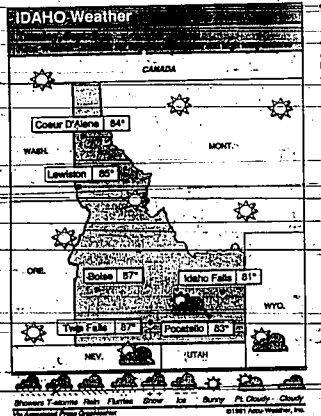 IDAHO Weather
CANADA
Coeur D'Alene 84°
WASH.
MONT.
Lewiston 85°
ORE.
Boise 87°
Idaho Falls 81°
WYO.
Twin Falls 87°
Pocatello 83°
NEV.
UTAH
Showers T-storms Rain Flurries Snow Ice Sunny Pt. Cloudy Cloudy
Via Associated Press GraphicsNet
©1991 Accu-Weather, Inc.